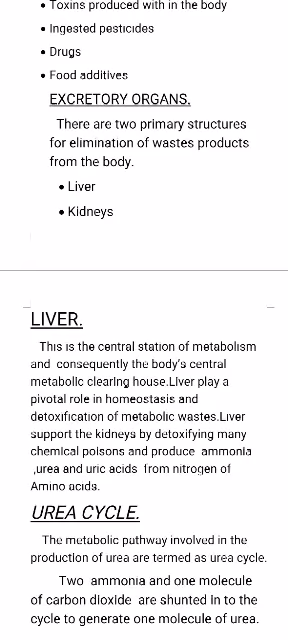 • Toxins produced with in the body
• Ingested pesticides
• Drugs
• Food additives
EXCRETORY ORGANS.
There are two primary structures
for elimination of wastes products
from the body.
• Liver
• Kidneys
LIVER.
This is the central station of metabolism
and consequently the body's central
metabolic clearing house.Liver play a
pivotal role in homeostasis and
detoxification of metabolic wastes.Liver
support the kidneys by detoxifying many
chemical poisons and produce ammonia
,urea and uric acids from nitrogen of
Amino acids.
UREA CYCLE.
The metabolic pathway involved in the
production of urea are termed as urea cycle.
Two ammonia and one molecule
of carbon dioxide are shunted in to the
cycle to generate one molecule of urea.